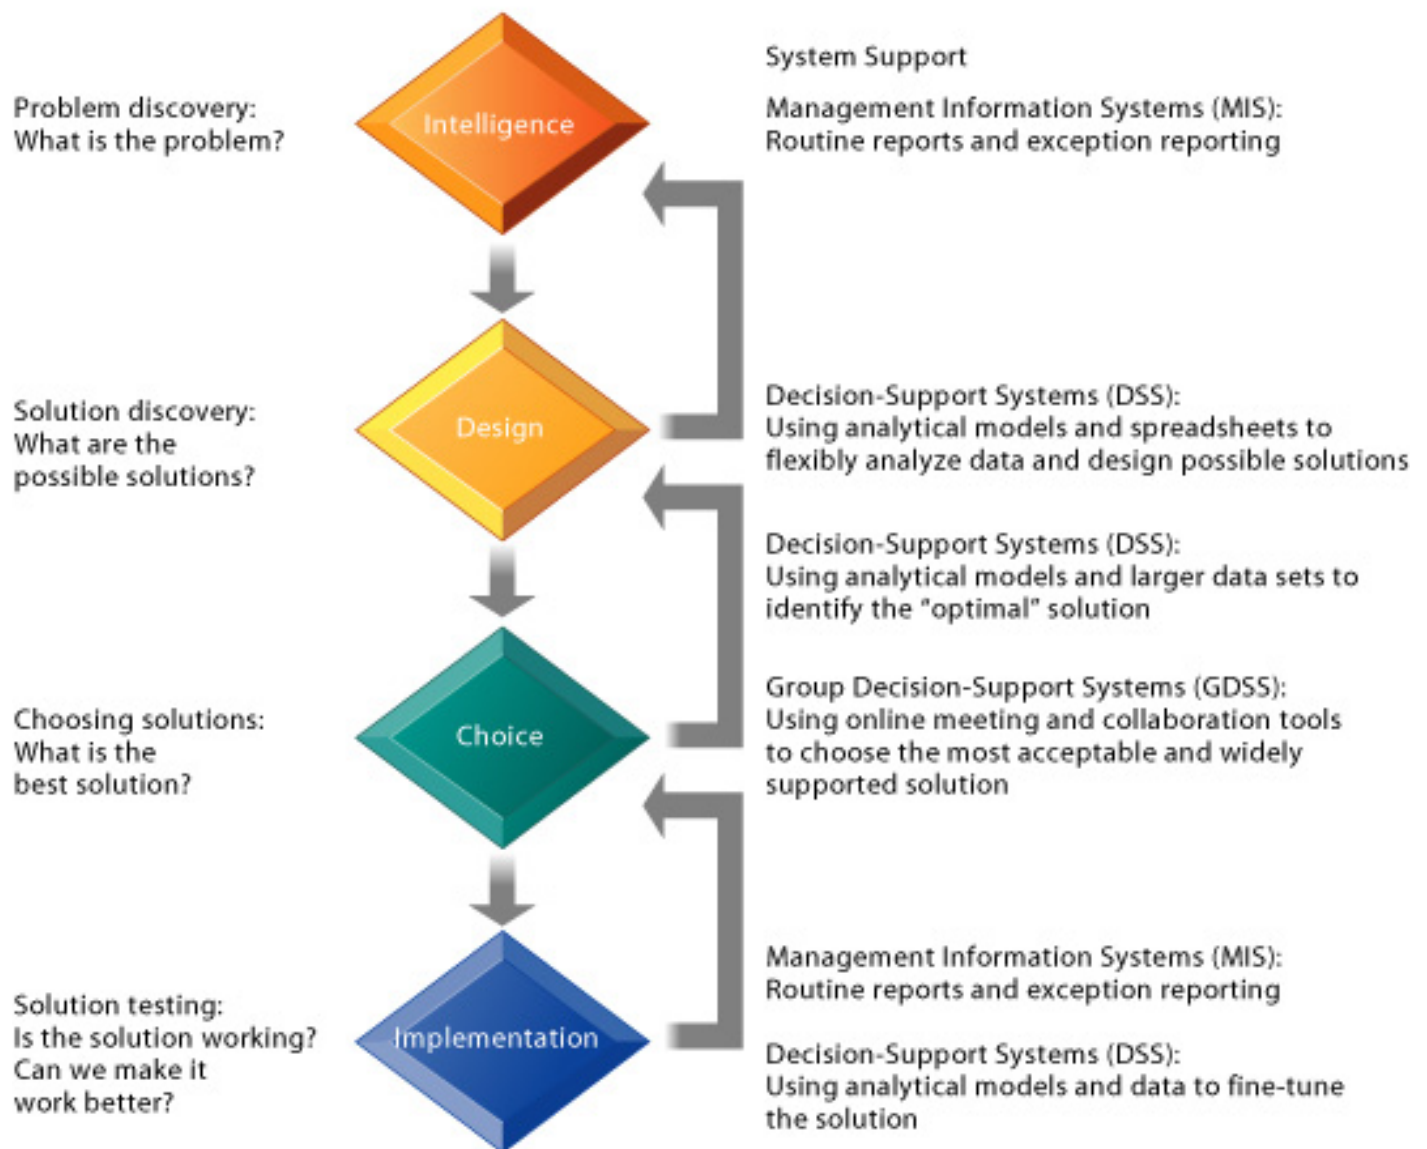 System Support
Problem discovery:
What is the problem?
Intelligence
Management Information Systems (MIS):
Routine reports and exception reporting
Solution discovery:
What are the
possible solutions?
Design
Decision-Support Systems (DSS):
Using analytical models and spreadsheets to
flexibly analyze data and design possible solutions
Decision-Support Systems (DSS):
Using analytical models and larger data sets to
identify the “optimal” solution
Choosing solutions:
What is the
best solution?
Choice
Group Decision-Support Systems (GDSS):
Using online meeting and collaboration tools
to choose the most acceptable and widely
supported solution
Solution testing:
Is the solution working?
Can we make it
work better?
Implementation
Management Information Systems (MIS):
Routine reports and exception reporting
Decision-Support Systems (DSS):
Using analytical models and data to fine-tune
the solution